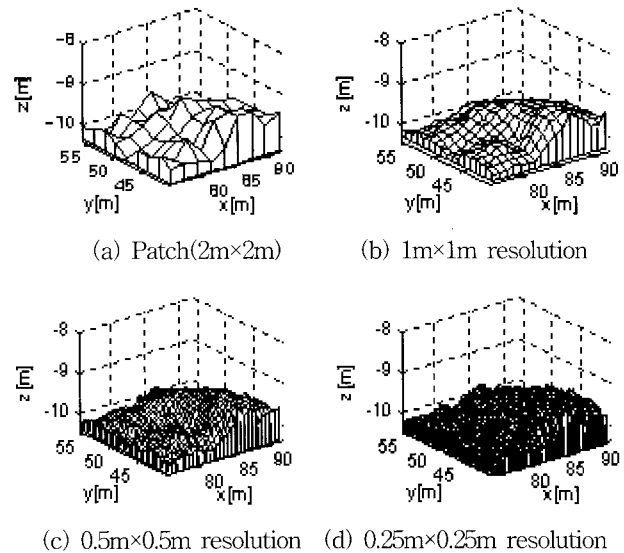 -8
-9
-10
z[m]
55
50
45
y[m]
80
85
90
x[m]
(a) Patch(2m×2m)
-8
-9
-10
z[m]
55
50
45
y[m]
80
85
90
x[m]
(b) 1m×1m resolution
-8
-9
-10
z[m]
55
50
45
y[m]
80
85
90
x[m]
(c) 0.5m×0.5m resolution
-8
-9
-10
z[m]
55
50
45
y[m]
80
85
90
x[m]
(d) 0.25m×0.25m resolution